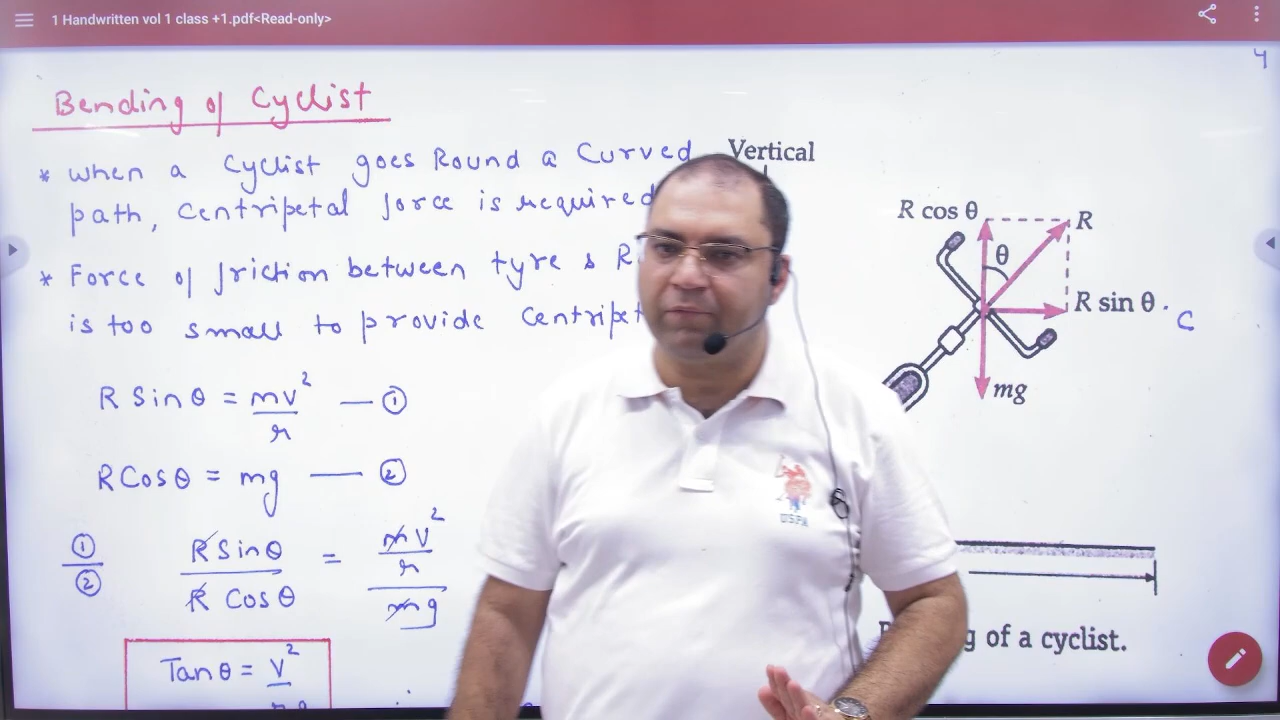 1 Handwritten vol 1 class +1.pdf<Read-only>
4
Bending of Cyclist
* when a Cyclist goes Round a Curved
path, Centripetal force is required
* Force of friction between tyre & R
is too small to provide Centripet
R Sin θ = mv² / r — ①
R Cos θ = mg — ②
① / ② R Sin θ / R Cos θ = mv² / r / mg
Tan θ = v² / rg
Vertical
R cos θ
R
θ
R sin θ .
C
mg
g of a cyclist.
USPA